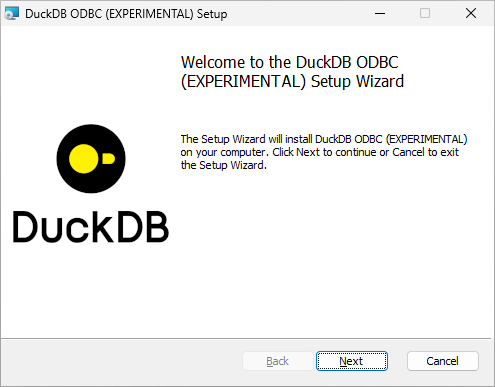 DuckDB ODBC (EXPERIMENTAL) Setup
Welcome to the DuckDB ODBC
(EXPERIMENTAL) Setup Wizard
The Setup Wizard will install DuckDB ODBC (EXPERIMENTAL)
on your computer. Click Next to continue or Cancel to exit
the Setup Wizard.
DuckDB
Back
Next
Cancel